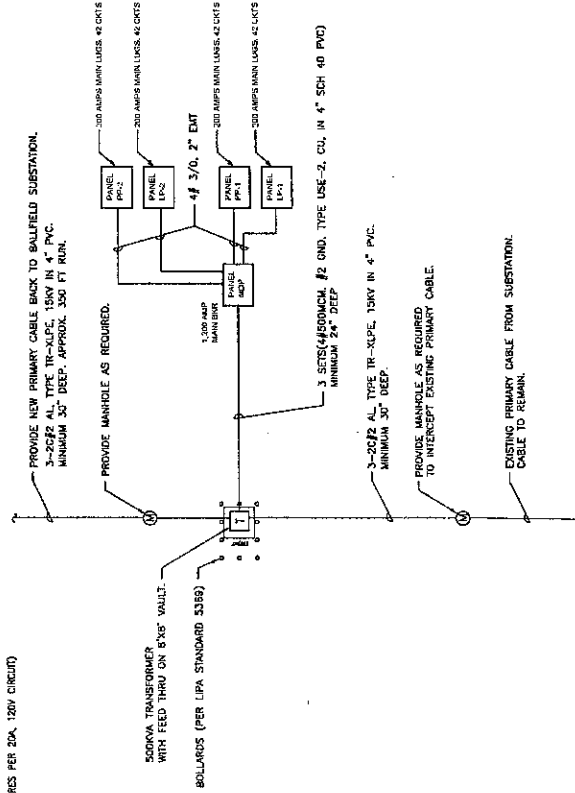 RES PER 20A, 120V CIRCUIT)
PROVIDE NEW PRIMARY CABLE BACK TO BALLFIELD SUBSTATION.
3-2C#2 AL, TYPE TR-XLPE, 15KV IN 4" PVC.
MINIMUM 30" DEEP. APPROX. 350 FT RUN.
PROVIDE MANHOLE AS REQUIRED.
M
500KVA TRANSFORMER
WITH FEED THRU ON 8'X8' VAULT.
BOLLARDS (PER LIPA STANDARD 5369)
T
200 AMPS MAIN LUGS, 42 CKTS
200 AMPS MAIN LUGS, 42 CKTS
PANEL
PP-2
PANEL
LP-2
4# 3/0, 2" EMT
200 AMPS MAIN LUGS, 42 CKTS
200 AMPS MAIN LUGS, 42 CKTS
PANEL
PP-1
PANEL
LP-1
1,200 AMP
MAIN BKR
PANEL
MDP
3 SETS(4#500MCM, #2 GND, TYPE USE-2, CU, IN 4" SCH 40 PVC)
MINIMUM 24" DEEP
3-2C#2 AL, TYPE TR-XLPE, 15KV IN 4" PVC.
MINIMUM 30" DEEP.
PROVIDE MANHOLE AS REQUIRED
TO INTERCEPT EXISTING PRIMARY CABLE.
M
EXISTING PRIMARY CABLE FROM SUBSTATION.
CABLE TO REMAIN.